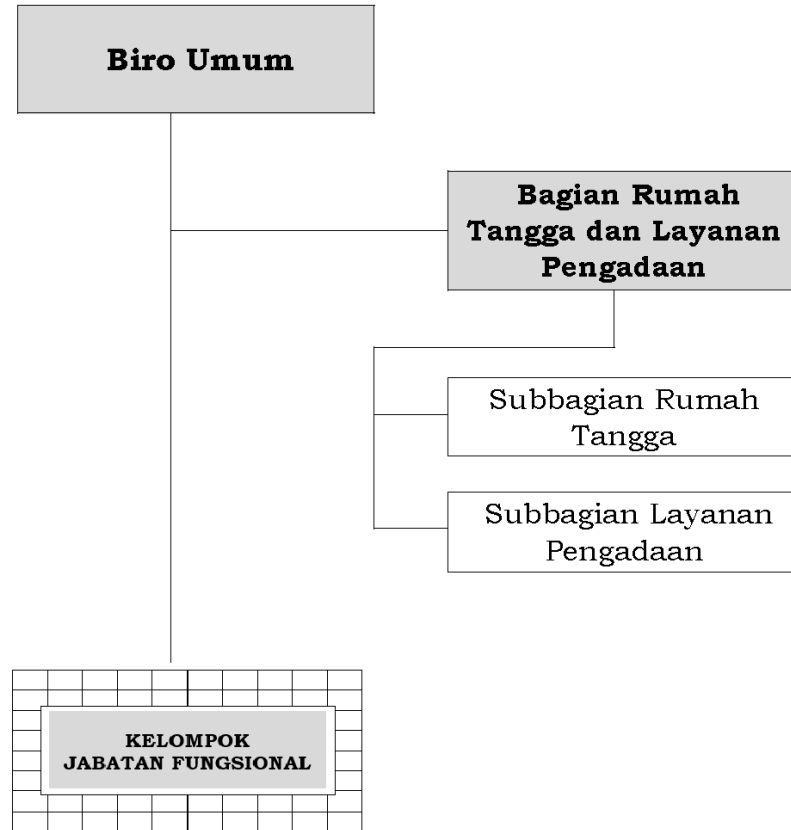 Biro Umum
Bagian Rumah
Tangga dan Layanan
Pengadaan
Subbagian Rumah
Tangga
Subbagian Layanan
Pengadaan
KELOMPOK
JABATAN FUNGSIONAL